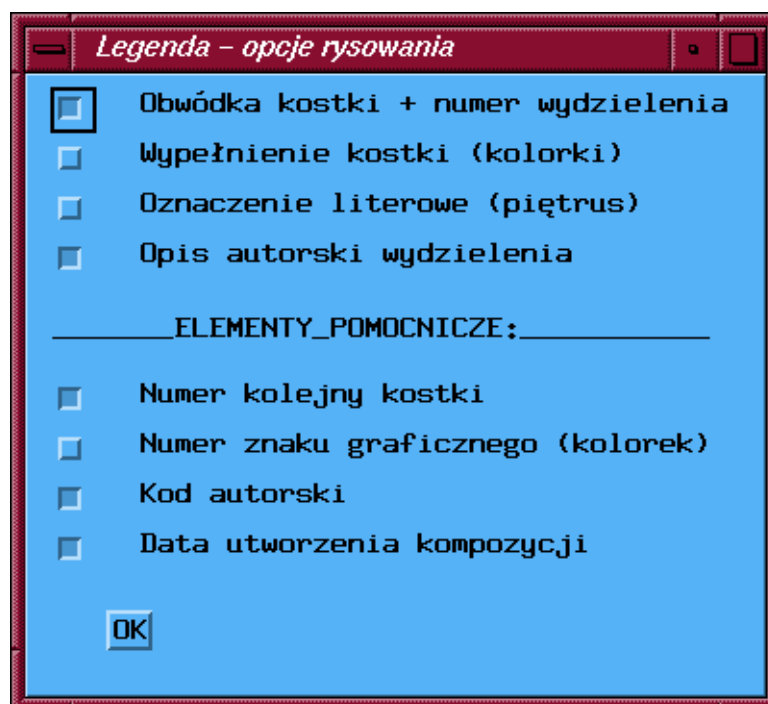 Legenda – opcje rysowania
Obwódka kostki + numer wydzielenia
Wypełnienie kostki (kolorki)
Oznaczenie literowe (piętrus)
Opis autorski wydzielenia
_______ELEMENTY_POMOCNICZE:___________
Numer kolejny kostki
Numer znaku graficznego (kolorek)
Kod autorski
Data utworzenia kompozycji
OK